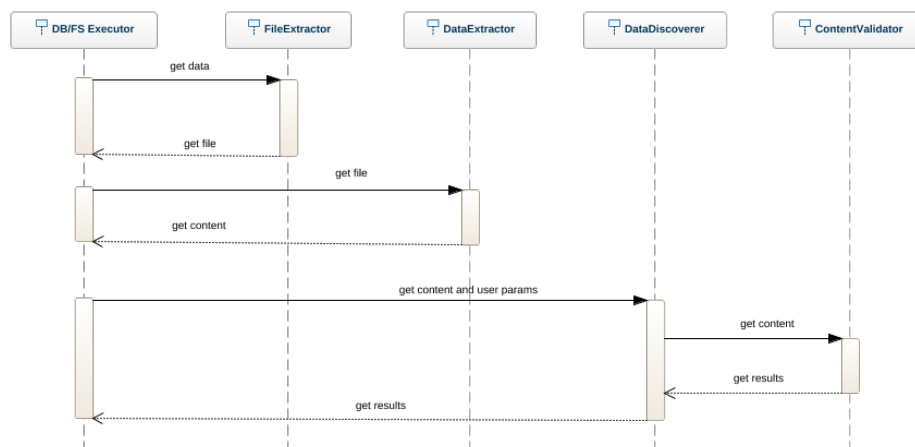 DB/FS Executor
FileExtractor
DataExtractor
DataDiscoverer
ContentValidator
get data
get file
get file
get content
get content and user params
get content
get results
get results